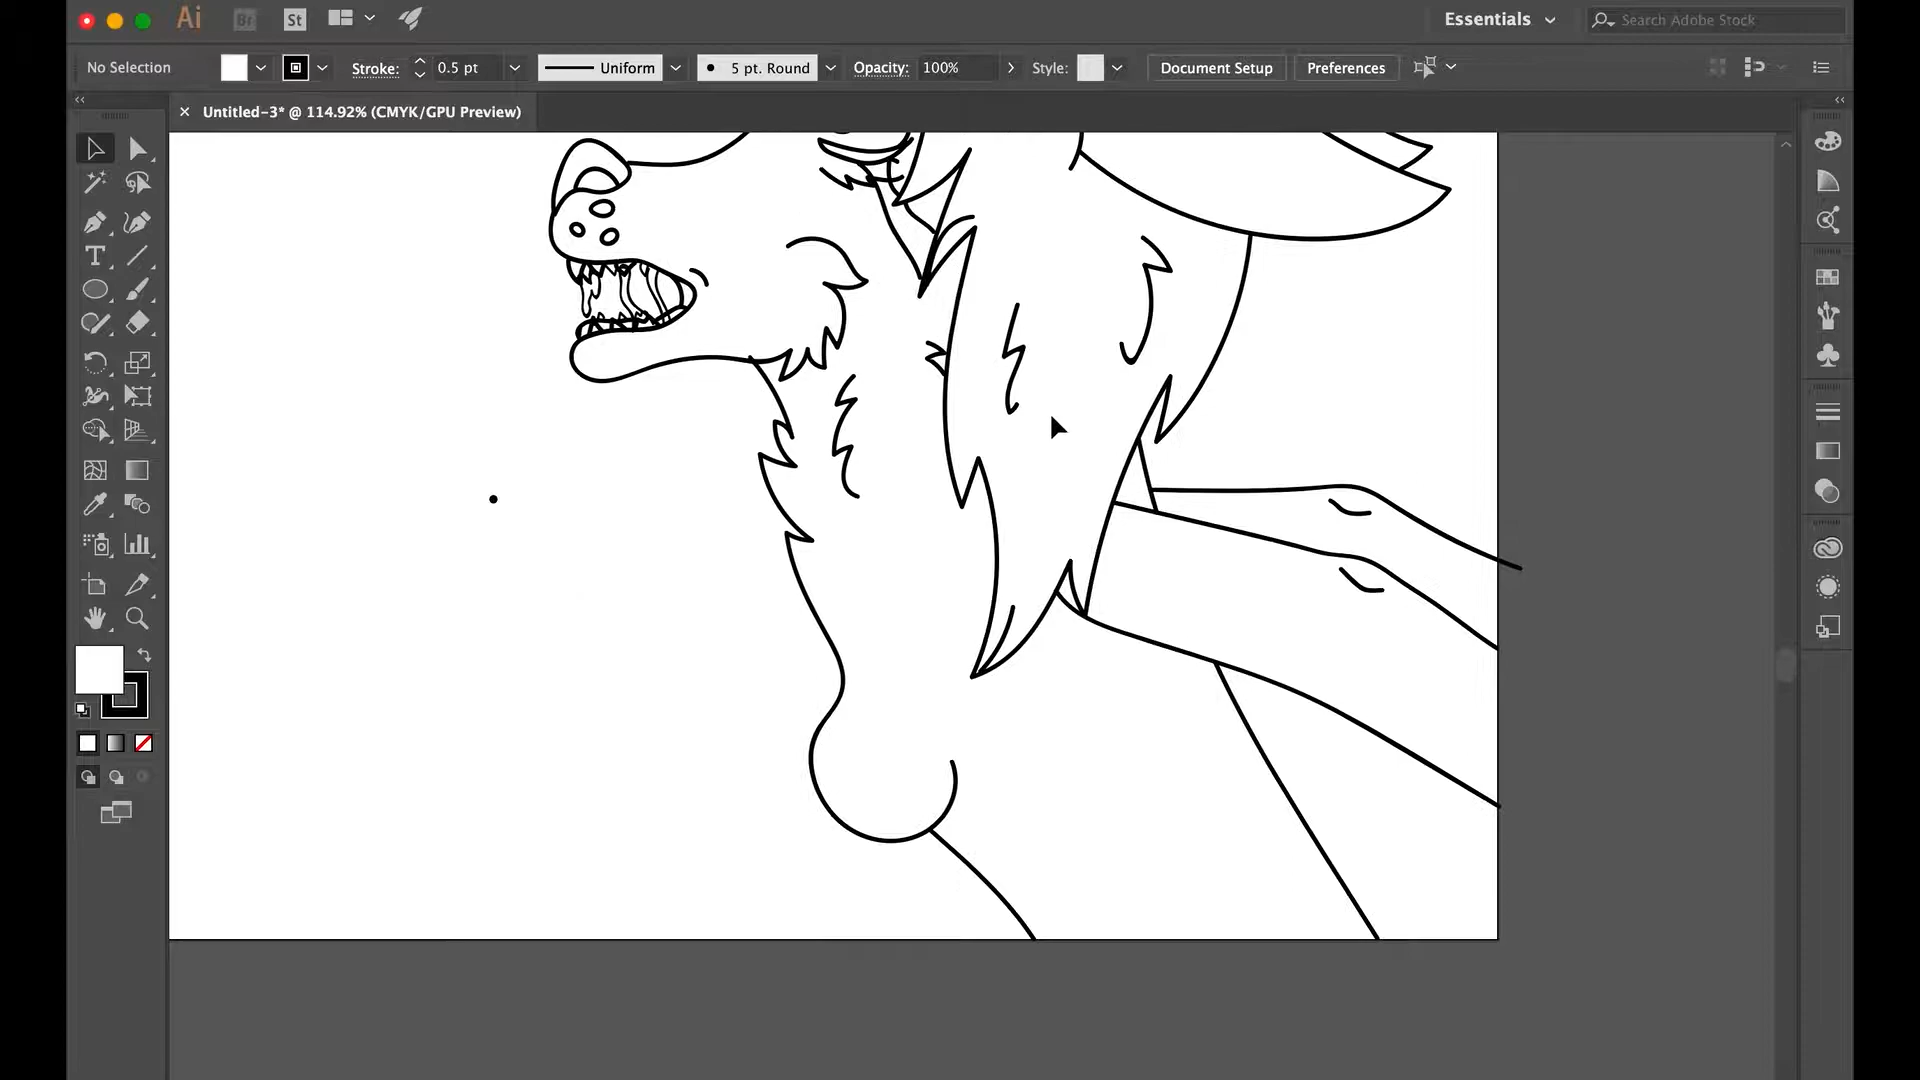 Ai Br St Essentials Search Adobe Stock
No Selection Stroke: 0.5 pt Uniform 5 pt. Round Opacity: 100% Style: Document Setup Preferences
Untitled-3* @ 114.92% (CMYK/GPU Preview)